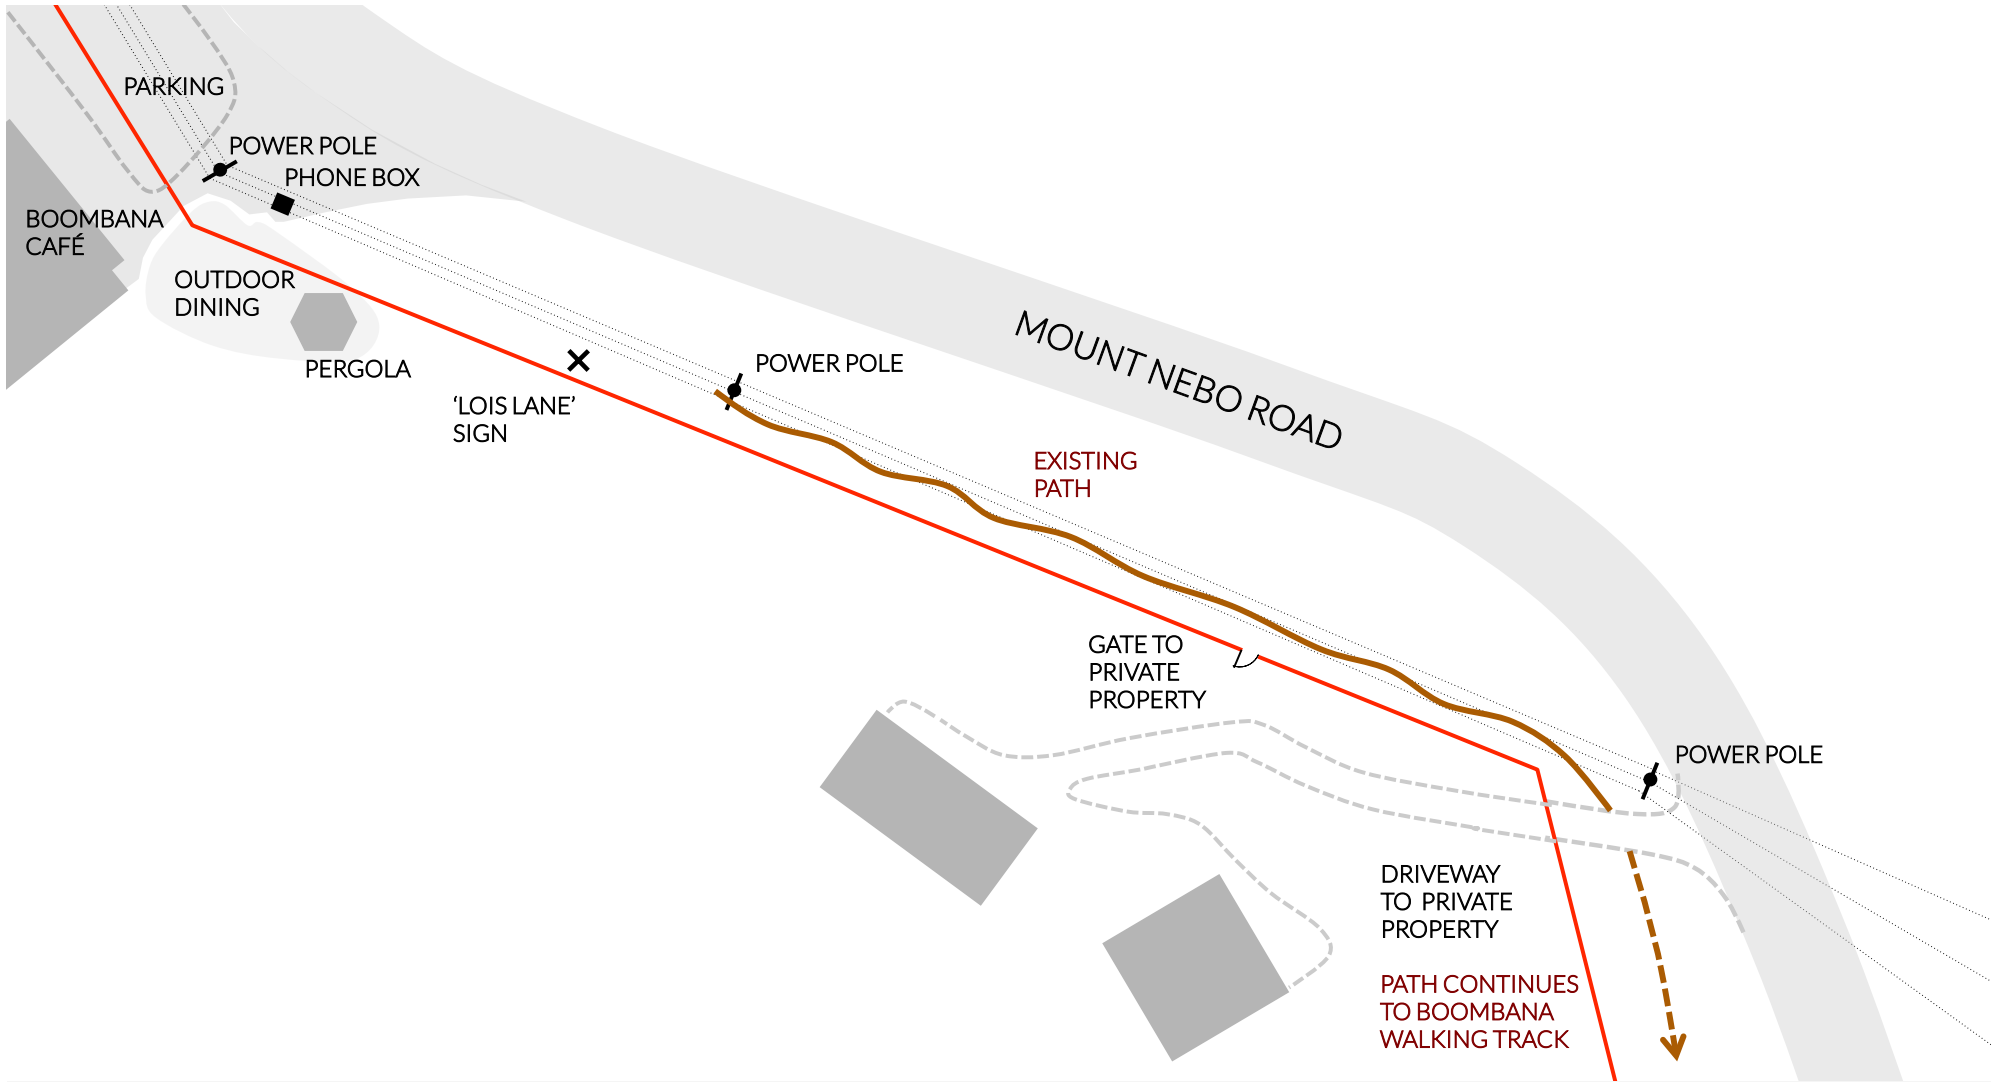 PARKING
POWER POLE
PHONE BOX
BOOMBANA
CAFÉ
OUTDOOR
DINING
PERGOLA
‘LOIS LANE’
SIGN
POWER POLE
MOUNT NEBO ROAD
EXISTING
PATH
GATE TO
PRIVATE
PROPERTY
POWER POLE
DRIVEWAY
TO PRIVATE
PROPERTY
PATH CONTINUES
TO BOOMBANA
WALKING TRACK